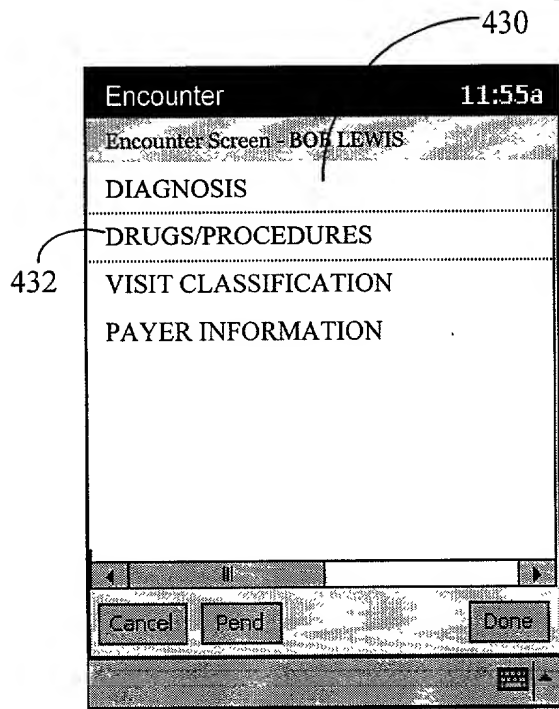 430
Encounter 11:55a
Encounter Screen - BOB LEWIS
DIAGNOSIS
DRUGS/PROCEDURES
432
VISIT CLASSIFICATION
PAYER INFORMATION
Cancel Pend Done